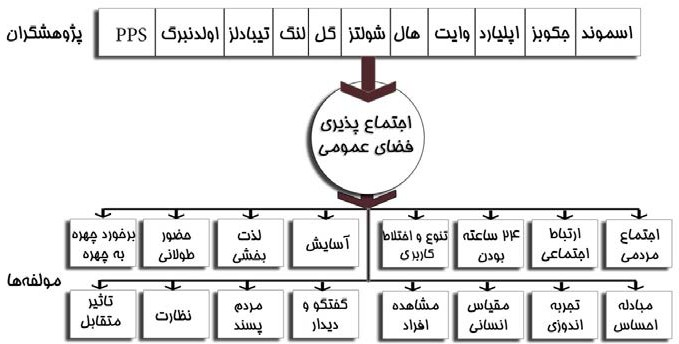 پژوهشگران
اسموند جکوبز اپلیارد وایت هال شولتز گل لنگ تیبادلز اولدنبرگ PPS
اجتماع پذیری
فضای عمومی
مولفه‌ها
اجتماع
مردمی
ارتباط
اجتماعی
۲۴ ساعته
بودن
تنوع و اختلاط
کاربری
آسایش
لذت
بخشی
حضور
طولانی
برخورد چهره
به چهره
مبادله
احساس
تجربه
اندوزی
مقیاس
انسانی
مشاهده
افراد
گفتگو و
دیدار
مردم
پسند
نظارت
تاثیر
متقابل